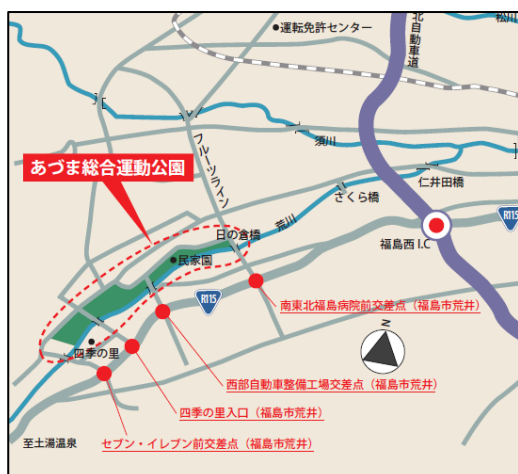 松川
運転免許センター
北自動車道
須川
フルーツライン
あづま総合運動公園
仁井田橋
さくら橋
荒川
日の倉橋
R115
福島西I.C
民家園
R115
南東北福島病院前交差点（福島市荒井）
N
四季の里
西部自動車整備工場交差点（福島市荒井）
四季の里入口（福島市荒井）
至土湯温泉
セブン・イレブン前交差点（福島市荒井）